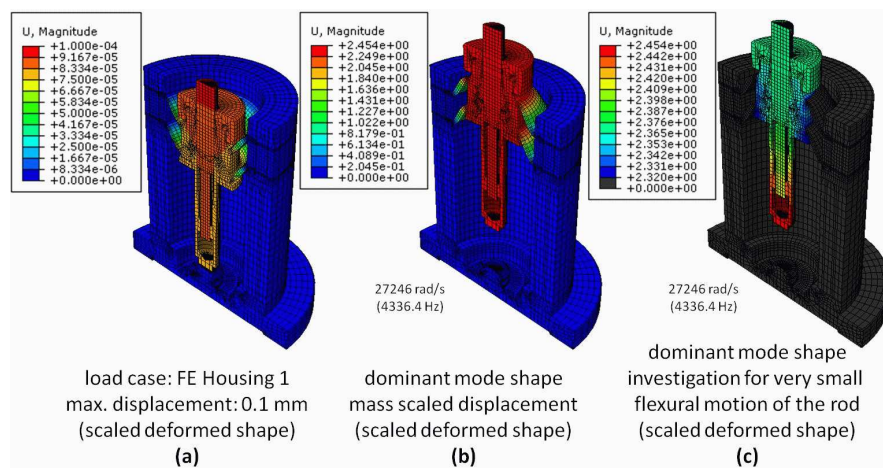 U, Magnitude
+1.000e-04
+9.167e-05
+8.334e-05
+7.500e-05
+6.667e-05
+5.834e-05
+5.000e-05
+4.167e-05
+3.334e-05
+2.500e-05
+1.667e-05
+8.334e-06
+0.000e+00
load case: FE Housing 1
max. displacement: 0.1 mm
(scaled deformed shape)
(a)
U, Magnitude
+2.454e+00
+2.249e+00
+2.045e+00
+1.840e+00
+1.636e+00
+1.431e+00
+1.227e+00
+1.022e+00
+8.179e-01
+6.134e-01
+4.089e-01
+2.045e-01
+0.000e+00
27246 rad/s
(4336.4 Hz)
dominant mode shape
mass scaled displacement
(scaled deformed shape)
(b)
U, Magnitude
+2.454e+00
+2.442e+00
+2.431e+00
+2.420e+00
+2.409e+00
+2.398e+00
+2.387e+00
+2.376e+00
+2.365e+00
+2.353e+00
+2.342e+00
+2.331e+00
+2.320e+00
+0.000e+00
27246 rad/s
(4336.4 Hz)
dominant mode shape
investigation for very small
flexural motion of the rod
(scaled deformed shape)
(c)